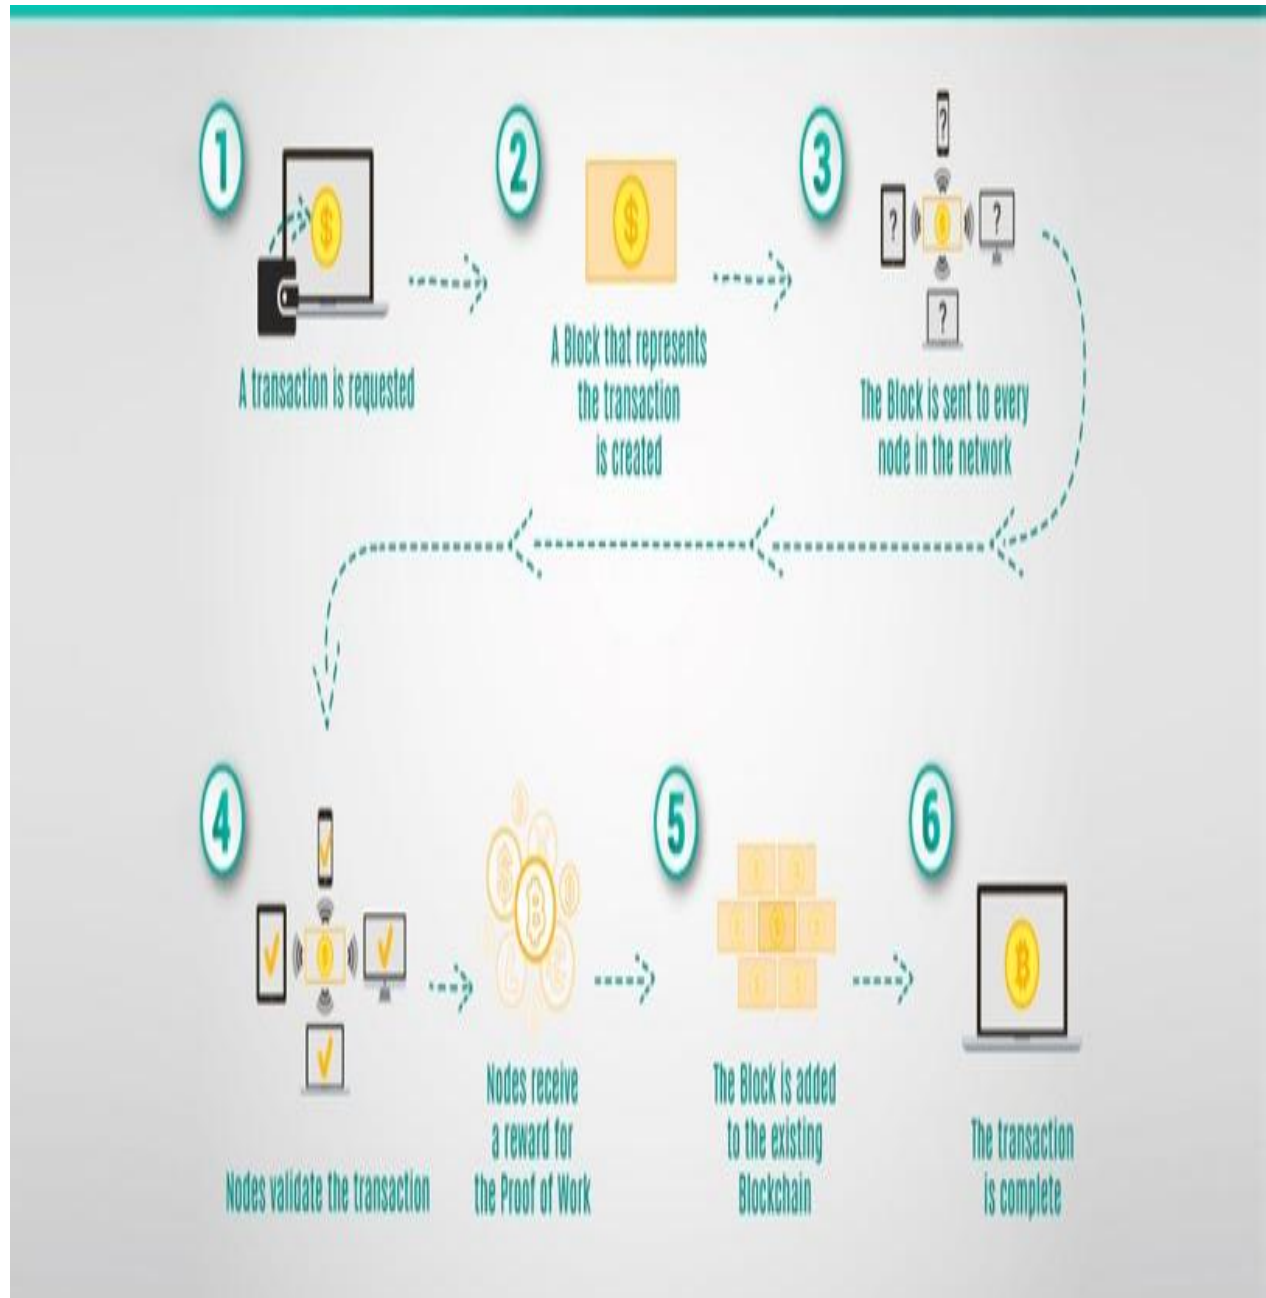 1
A transaction is requested
2
A Block that represents
the transaction
is created
3
?
?
?
?
The Block is sent to every
node in the network
4
Nodes validate the transaction
Nodes receive
a reward for
the Proof of Work
5
The Block is added
to the existing
Blockchain
6
The transaction
is complete